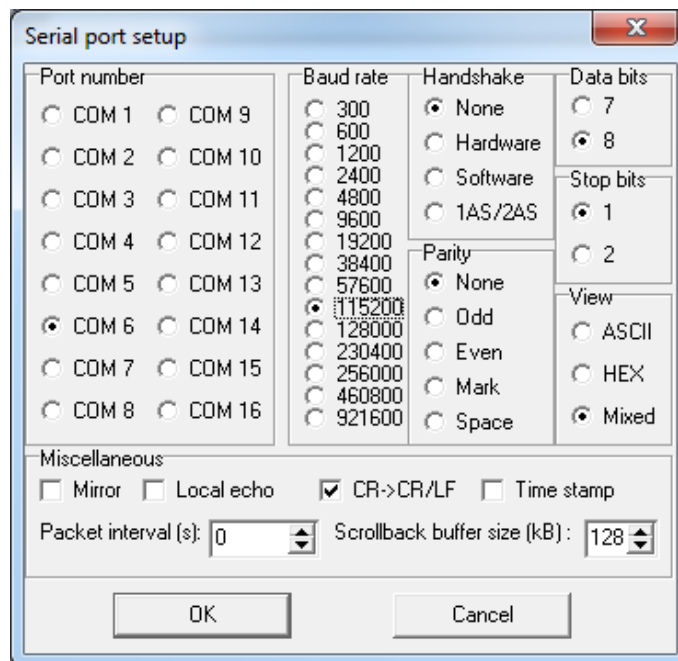 Serial port setup
Port number
COM 1 COM 9
COM 2 COM 10
COM 3 COM 11
COM 4 COM 12
COM 5 COM 13
COM 6 COM 14
COM 7 COM 15
COM 8 COM 16
Baud rate
300
600
1200
2400
4800
9600
19200
38400
57600
115200
128000
230400
256000
460800
921600
Handshake
None
Hardware
Software
1AS/2AS
Parity
None
Odd
Even
Mark
Space
Data bits
7
8
Stop bits
1
2
View
ASCII
HEX
Mixed
Miscellaneous
Mirror Local echo CR->CR/LF Time stamp
Packet interval (s): 0 Scrollback buffer size (kB) : 128
OK Cancel